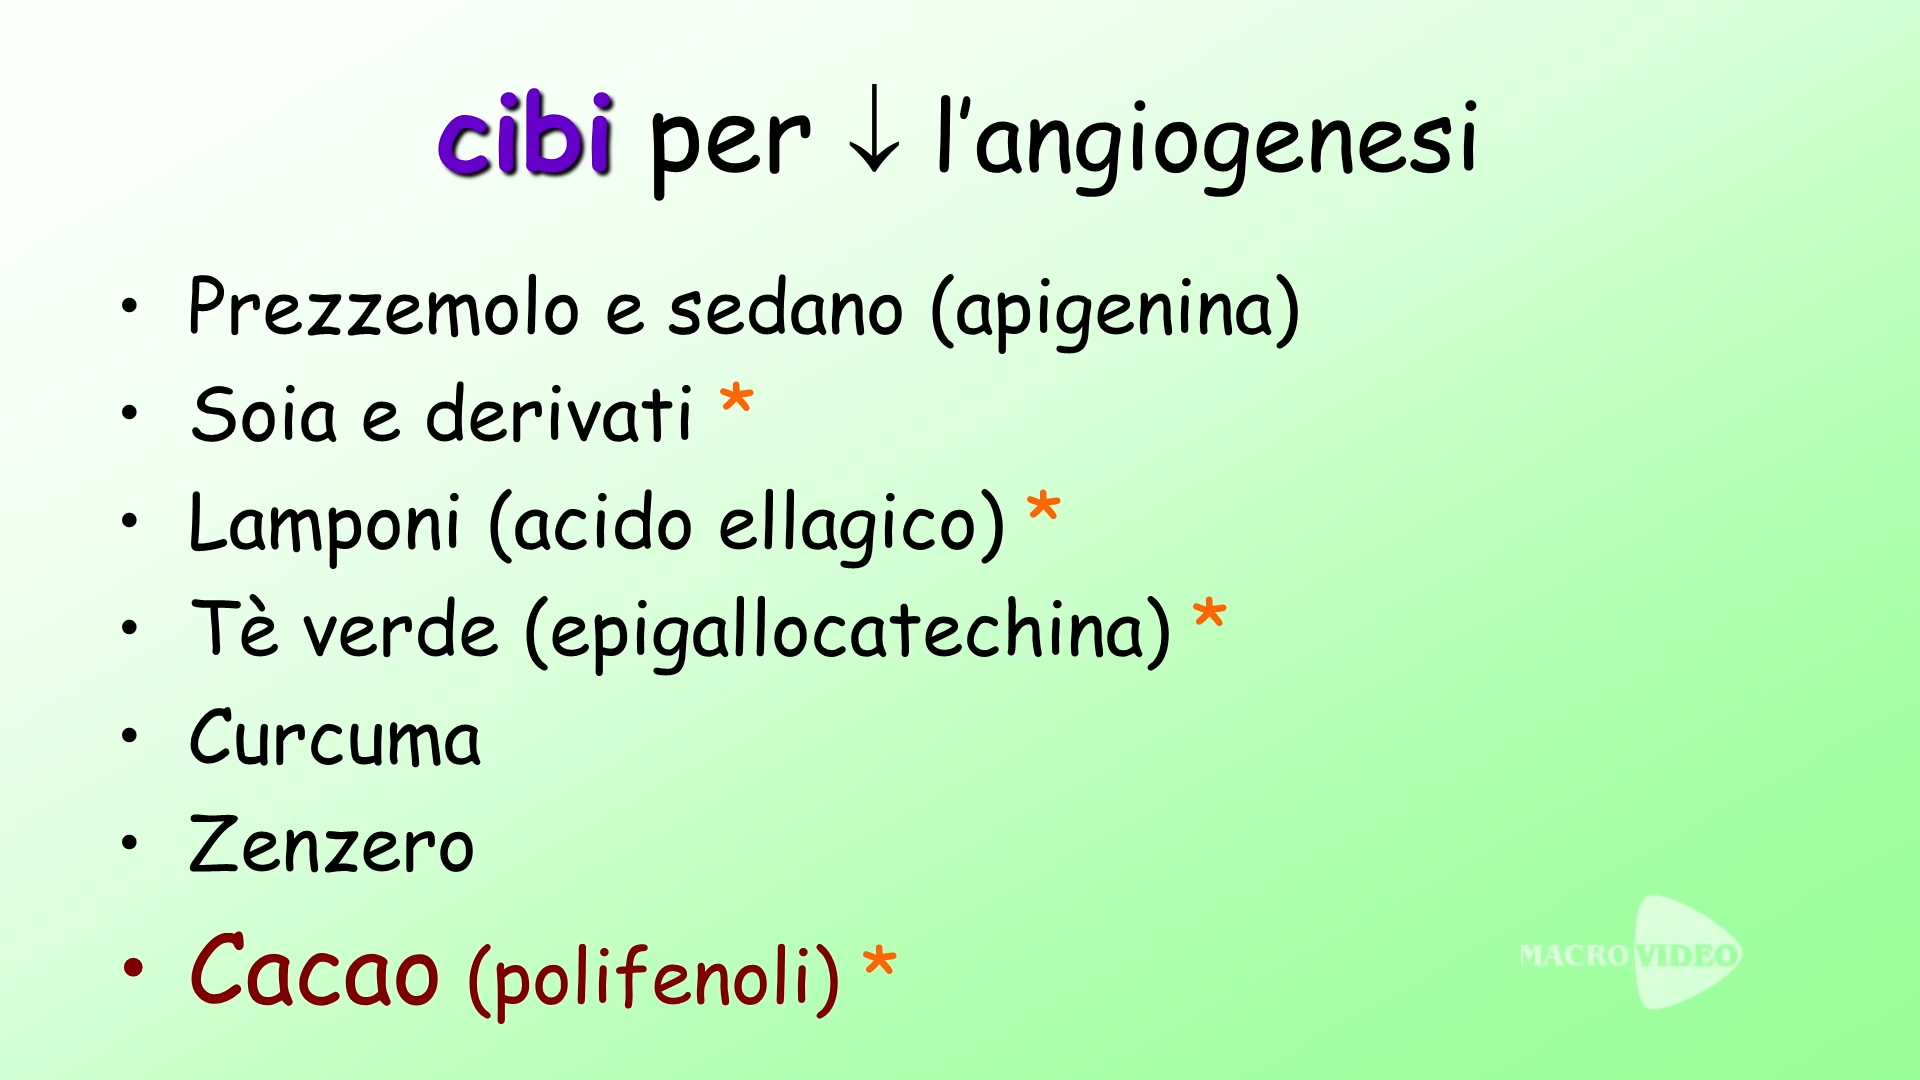 cibi per ↓ l’angiogenesi
• Prezzemolo e sedano (apigenina)
• Soia e derivati *
• Lamponi (acido ellagico) *
• Tè verde (epigallocatechina) *
• Curcuma
• Zenzero
• Cacao (polifenoli) *
MACRO VIDEO